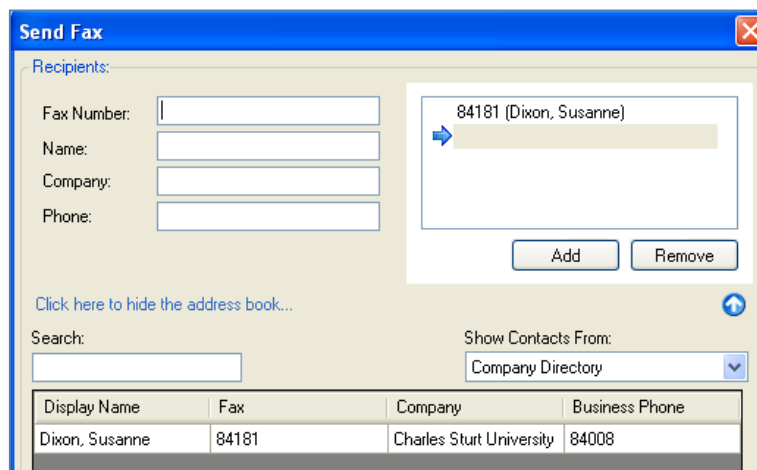 Send Fax
Recipients:
Fax Number:
Name:
Company:
Phone:
84181 (Dixon, Susanne)
Add Remove
Click here to hide the address book...
Search:
Show Contacts From:
Company Directory
Display Name Fax Company Business Phone
Dixon, Susanne 84181 Charles Sturt University 84008